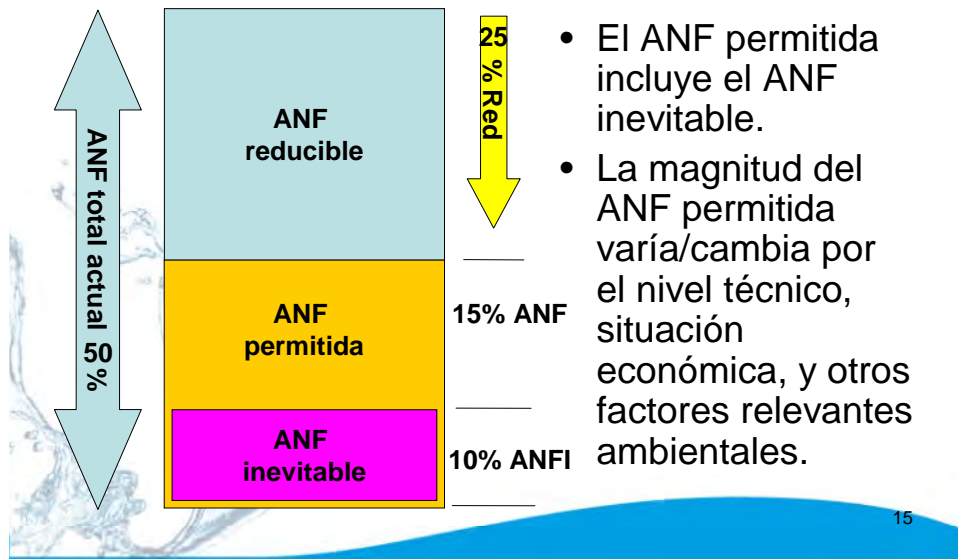 ANF total actual 50%
ANF
reducible
ANF
permitida
ANF
inevitable
25
% Red
15% ANF
10% ANFI
• El ANF permitida
incluye el ANF
inevitable.
• La magnitud del
ANF permitida
varía/cambia por
el nivel técnico,
situación
económica, y otros
factores relevantes
ambientales.
15